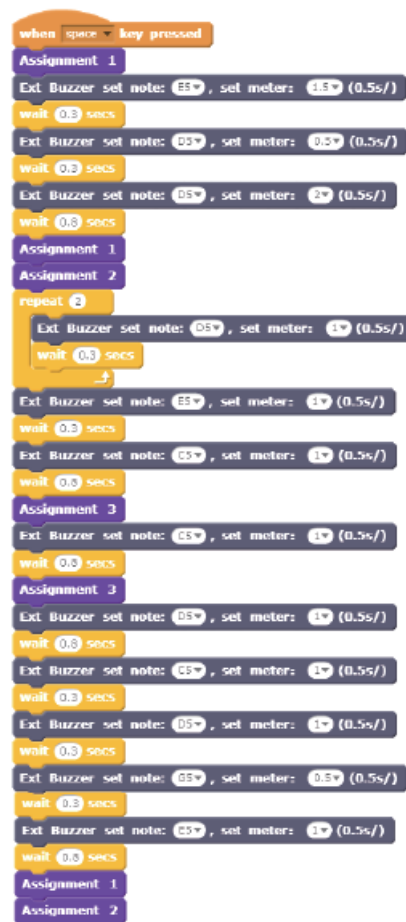 when space key pressed
Assignment 1
Ext Buzzer set note: E5 , set meter: 1.5 (0.5s/)
wait 0.3 secs
Ext Buzzer set note: D5 , set meter: 0.5 (0.5s/)
wait 0.3 secs
Ext Buzzer set note: D5 , set meter: 2 (0.5s/)
wait 0.8 secs
Assignment 1
Assignment 2
repeat 2
Ext Buzzer set note: D5 , set meter: 1 (0.5s/)
wait 0.3 secs
Ext Buzzer set note: E5 , set meter: 1 (0.5s/)
wait 0.3 secs
Ext Buzzer set note: C5 , set meter: 1 (0.5s/)
wait 0.8 secs
Assignment 3
Ext Buzzer set note: C5 , set meter: 1 (0.5s/)
wait 0.8 secs
Assignment 3
Ext Buzzer set note: D5 , set meter: 1 (0.5s/)
wait 0.8 secs
Ext Buzzer set note: C5 , set meter: 1 (0.5s/)
wait 0.3 secs
Ext Buzzer set note: D5 , set meter: 1 (0.5s/)
wait 0.3 secs
Ext Buzzer set note: G5 , set meter: 0.5 (0.5s/)
wait 0.3 secs
Ext Buzzer set note: E5 , set meter: 1 (0.5s/)
wait 0.8 secs
Assignment 1
Assignment 2